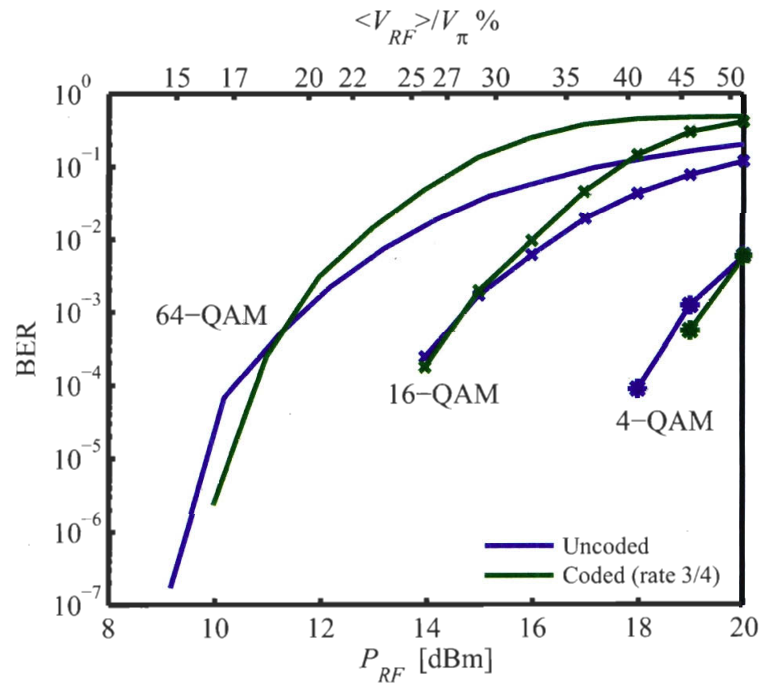 <V_RF>/V_π %
15 17 20 22 25 27 30 35 40 45 50
10^0
10^−1
10^−2
10^−3
10^−4
10^−5
10^−6
10^−7
BER
64−QAM
16−QAM
4−QAM
Uncoded
Coded (rate 3/4)
8 10 12 14 16 18 20
P_RF [dBm]